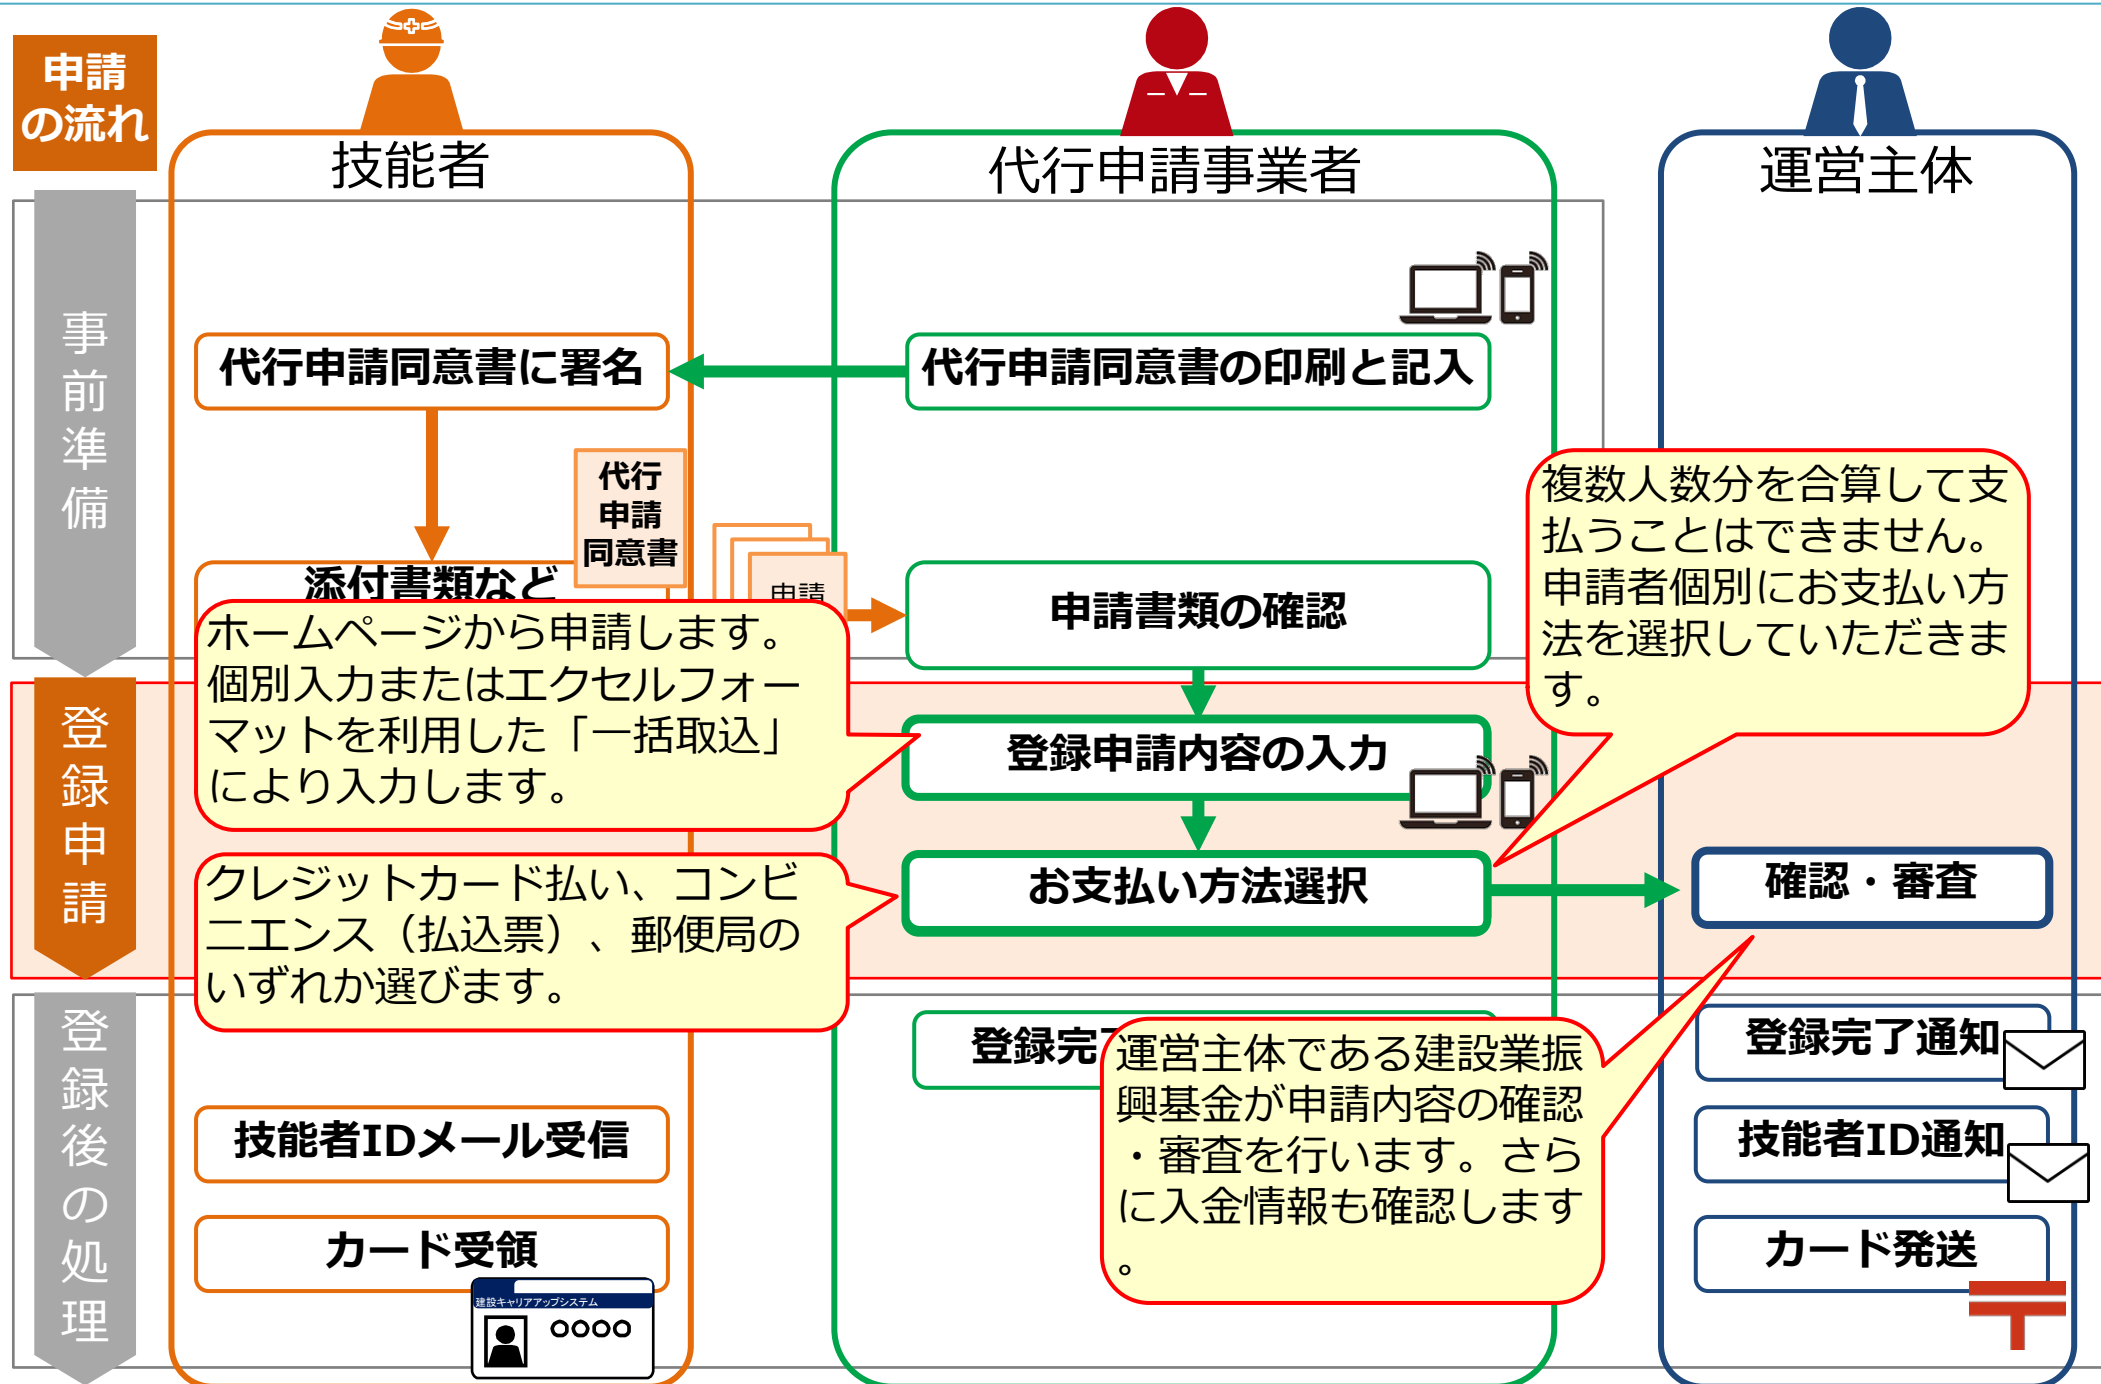 申請
の流れ
技能者
代行申請事業者
運営主体
事前準備
代行申請同意書に署名
代行申請同意書の印刷と記入
代行
申請
同意書
添付書類など
申請
申請書類の確認
複数人数分を合算して支
払うことはできません。
申請者個別にお支払い方
法を選択していただきま
す。
ホームページから申請します。
個別入力またはエクセルフォー
マットを利用した「一括取込」
により入力します。
登録申請
登録申請内容の入力
クレジットカード払い、コンビ
ニエンス（払込票）、郵便局の
いずれか選びます。
お支払い方法選択
確認・審査
登録後の処理
登録完
運営主体である建設業振
興基金が申請内容の確認
・審査を行います。さら
に入金情報も確認します
。
登録完了通知
技能者IDメール受信
技能者ID通知
カード受領
カード発送
建設キャリアアップシステム